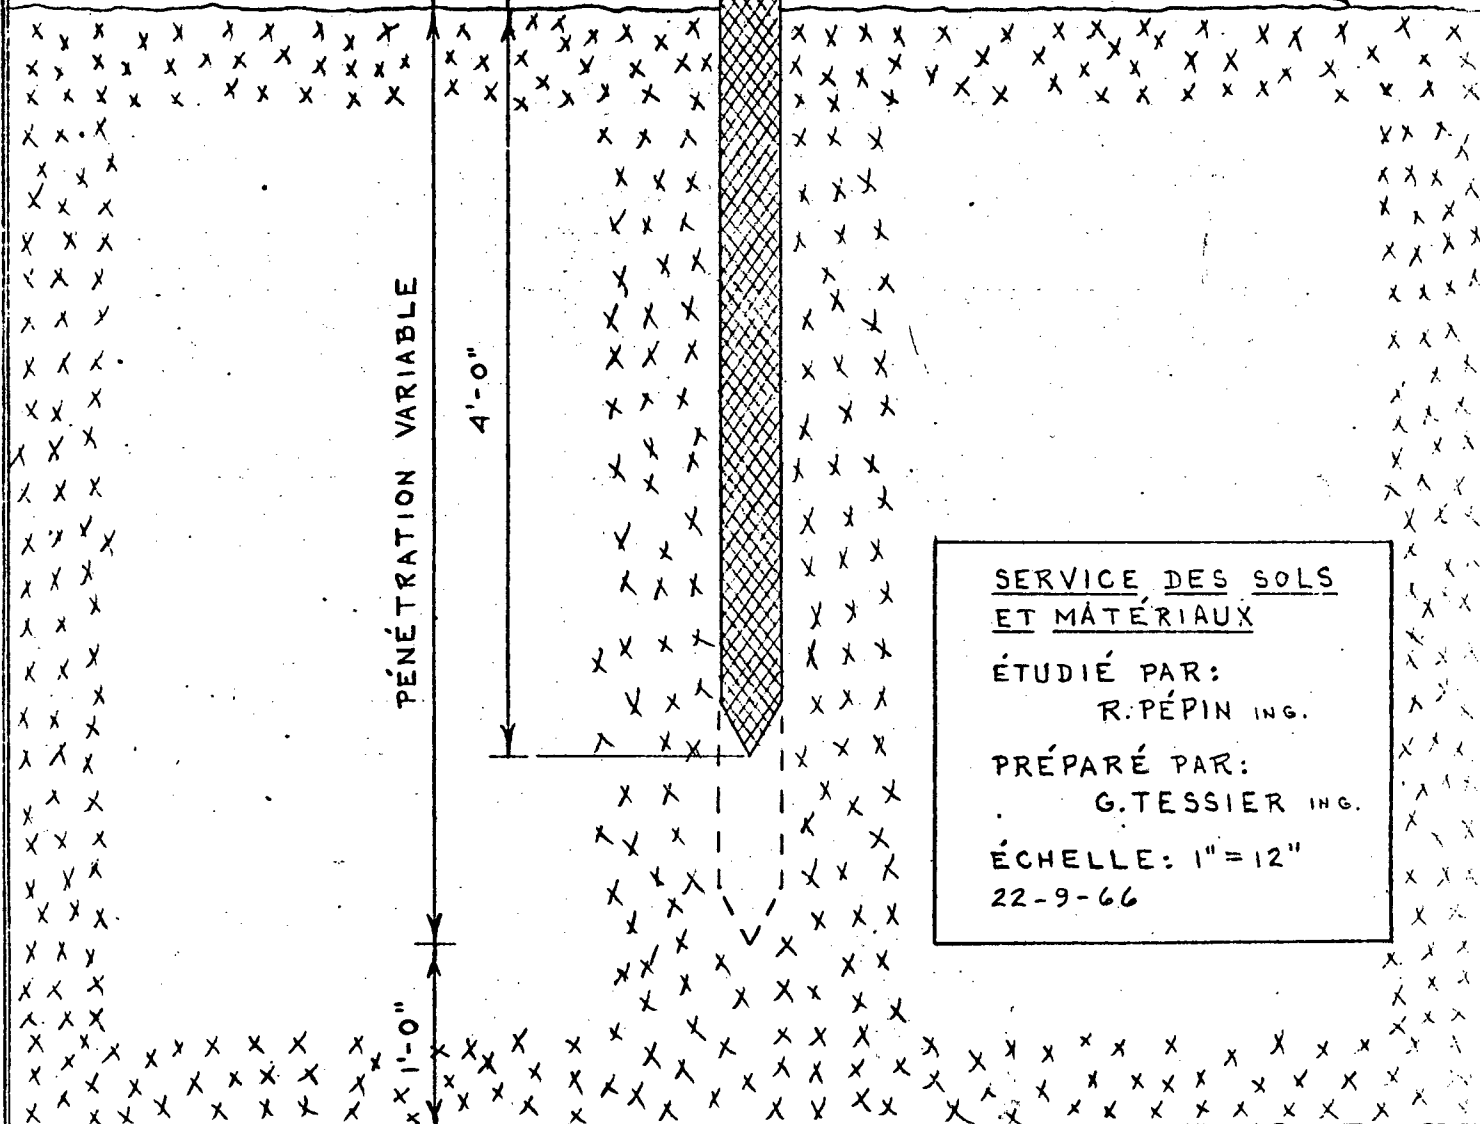 PÉNÉTRATION VARIABLE
4'-0"
1'-0"
SERVICE DES SOLS
ET MATÉRIAUX
ÉTUDIÉ PAR:
R. PÉPIN ING.
PRÉPARÉ PAR:
G. TESSIER ING.
ÉCHELLE: 1" = 12"
22-9-66